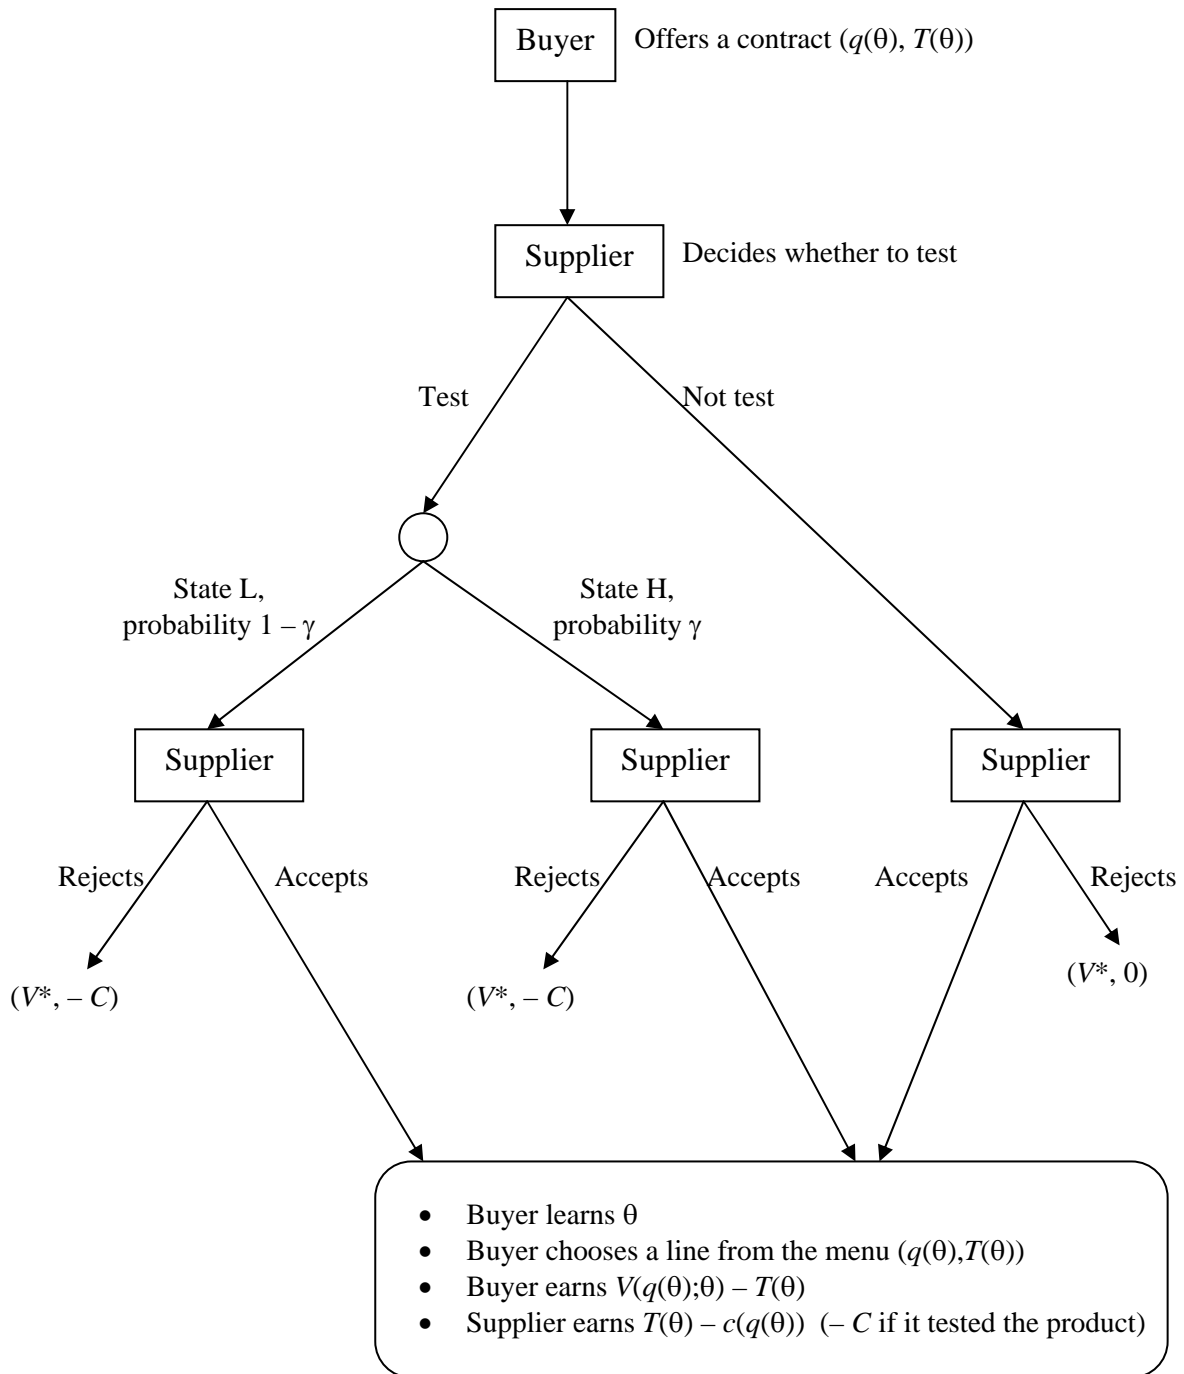 Buyer
Offers a contract (q(θ), T(θ))
Supplier
Decides whether to test
Test
Not test
State L,
probability 1 – γ
State H,
probability γ
Supplier
Supplier
Supplier
Rejects
Accepts
Rejects
Accepts
Accepts
Rejects
(V*, – C)
(V*, – C)
(V*, 0)
• Buyer learns θ
• Buyer chooses a line from the menu (q(θ),T(θ))
• Buyer earns V(q(θ);θ) – T(θ)
• Supplier earns T(θ) – c(q(θ)) (– C if it tested the product)